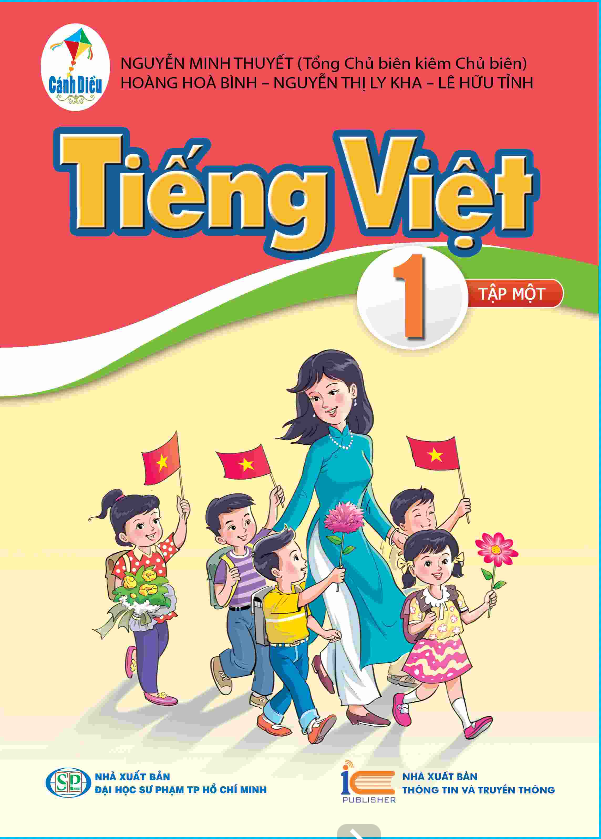 Cánh Diều
NGUYỄN MINH THUYẾT (Tổng Chủ biên kiêm Chủ biên)
HOÀNG HOÀ BÌNH – NGUYỄN THỊ LY KHA – LÊ HỮU TỈNH
Tiếng Việt
1
TẬP MỘT
SP
NHÀ XUẤT BẢN
ĐẠI HỌC SƯ PHẠM TP HỒ CHÍ MINH
iC
PUBLISHER
NHÀ XUẤT BẢN
THÔNG TIN VÀ TRUYỀN THÔNG